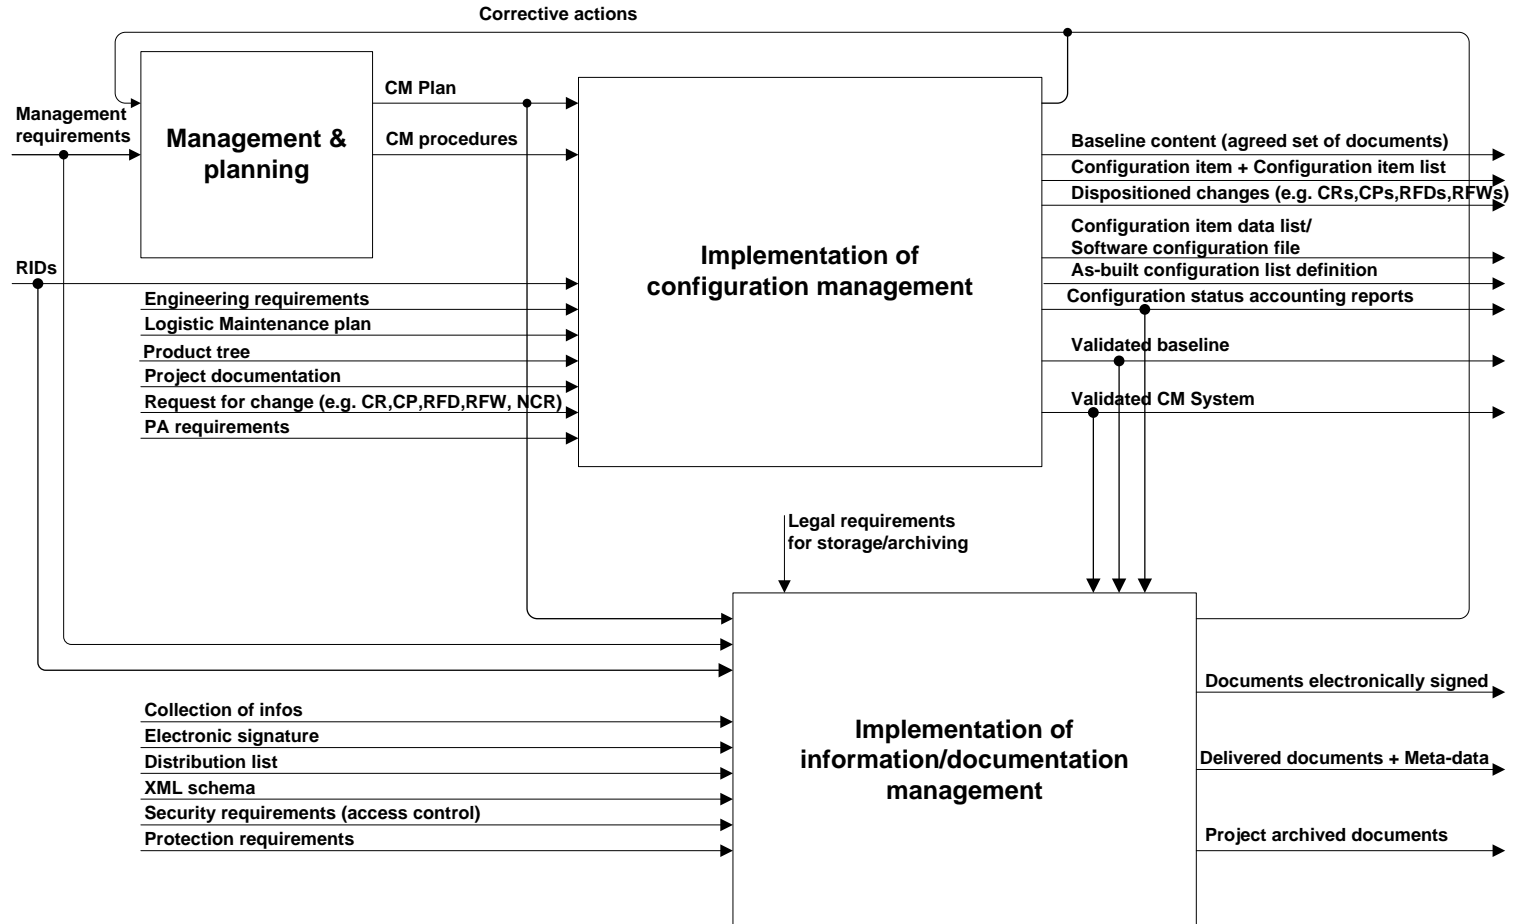 Corrective actions
Management
requirements
Management &
planning
CM Plan
CM procedures
RIDs
Engineering requirements
Logistic Maintenance plan
Product tree
Project documentation
Request for change (e.g. CR,CP,RFD,RFW, NCR)
PA requirements
Implementation of
configuration management
Baseline content (agreed set of documents)
Configuration item + Configuration item list
Dispositioned changes (e.g. CRs,CPs,RFDs,RFWs)
Configuration item data list/
Software configuration file
As-built configuration list definition
Configuration status accounting reports
Validated baseline
Validated CM System
Legal requirements
for storage/archiving
Collection of infos
Electronic signature
Distribution list
XML schema
Security requirements (access control)
Protection requirements
Implementation of
information/documentation
management
Documents electronically signed
Delivered documents + Meta-data
Project archived documents